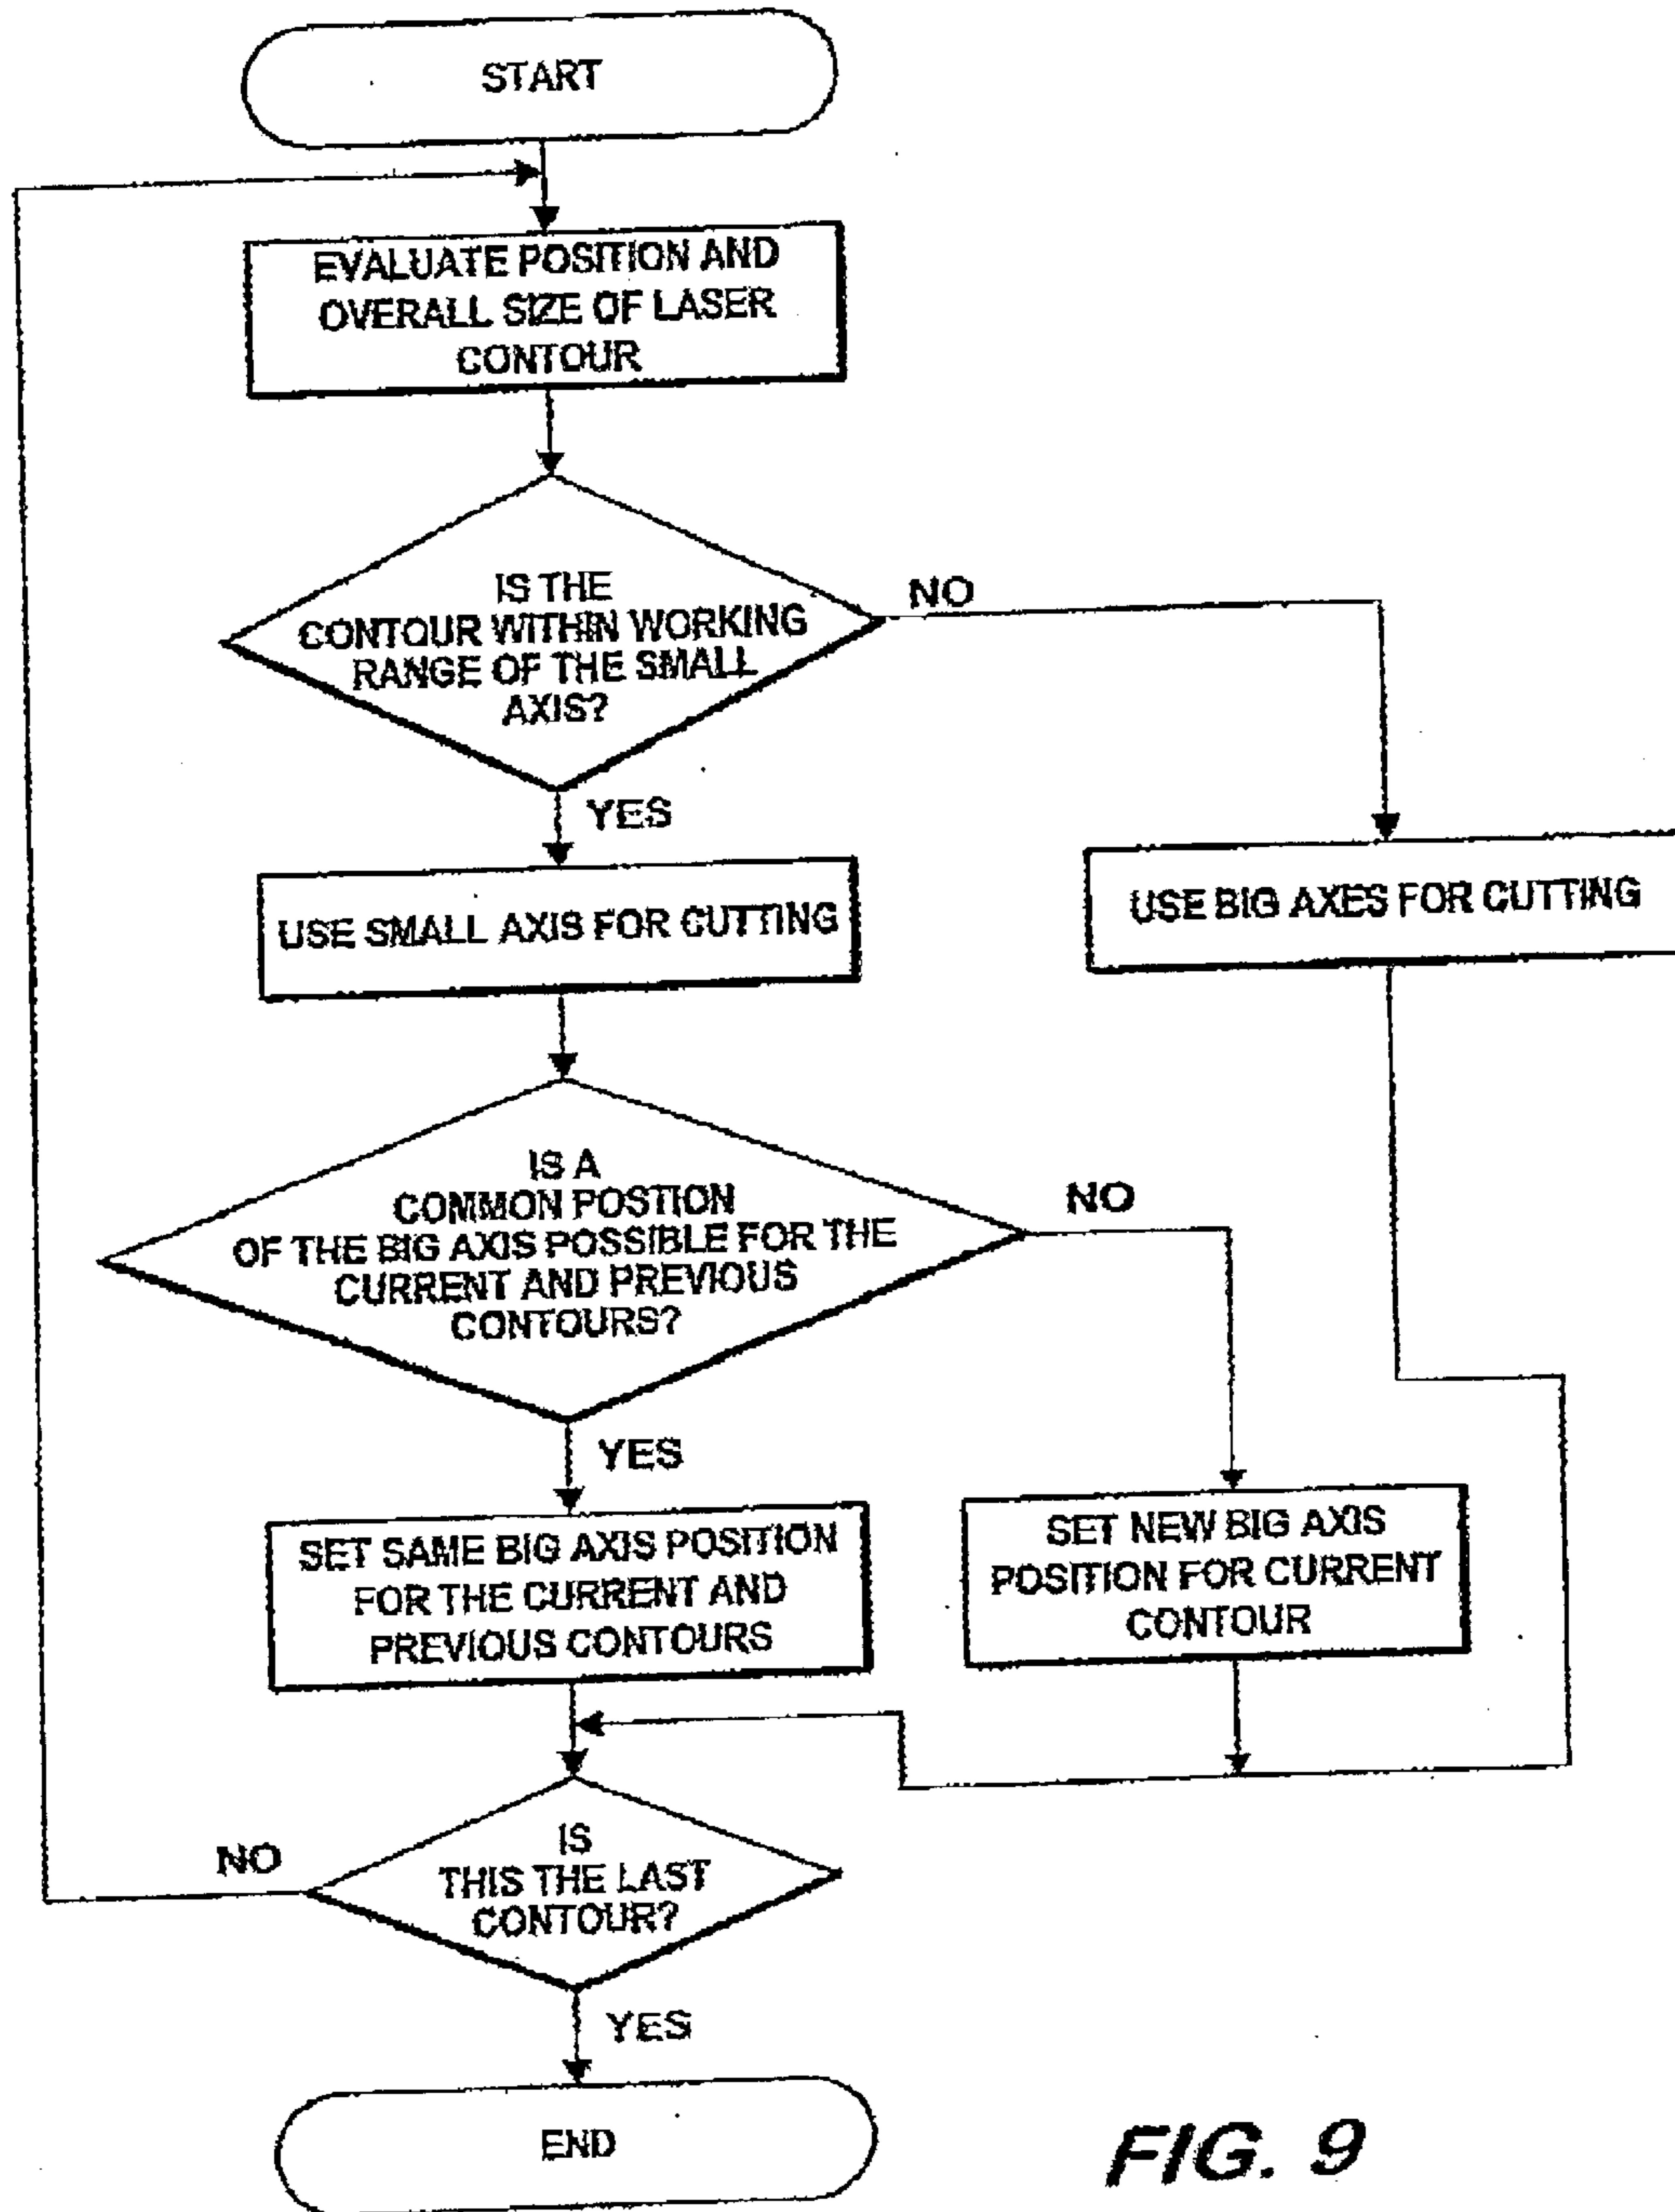 START
EVALUATE POSITION AND
OVERALL SIZE OF LASER
CONTOUR
IS THE
CONTOUR WITHIN WORKING
RANGE OF THE SMALL
AXIS?
NO
YES
USE SMALL AXIS FOR CUTTING
USE BIG AXES FOR CUTTING
IS A
COMMON POSTION
OF THE BIG AXIS POSSIBLE FOR THE
CURRENT AND PREVIOUS
CONTOURS?
NO
YES
SET SAME BIG AXIS POSITION
FOR THE CURRENT AND
PREVIOUS CONTOURS
SET NEW BIG AXIS
POSITION FOR CURRENT
CONTOUR
IS
THIS THE LAST
CONTOUR?
NO
YES
END
FIG. 9